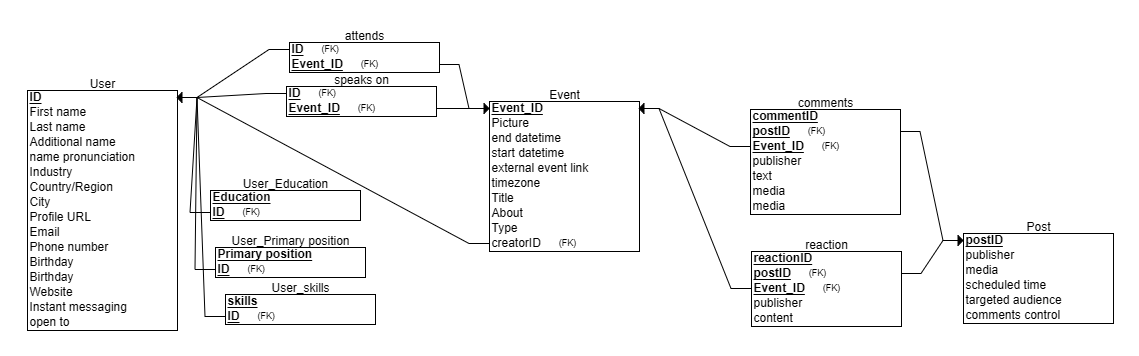 attends
ID (FK)
Event_ID (FK)
speaks on
ID (FK)
Event_ID (FK)
User
ID
First name
Last name
Additional name
name pronunciation
Industry
Country/Region
City
Profile URL
Email
Phone number
Birthday
Birthday
Website
Instant messaging
open to
User_Education
Education
ID (FK)
User_Primary position
Primary position
ID (FK)
User_skills
skills
ID (FK)
Event
Event_ID
Picture
end datetime
start datetime
external event link
timezone
Title
About
Type
creatorID (FK)
comments
commentID
postID (FK)
Event_ID (FK)
publisher
text
media
media
reaction
reactionID
postID (FK)
Event_ID (FK)
publisher
content
Post
postID
publisher
media
scheduled time
targeted audience
comments control